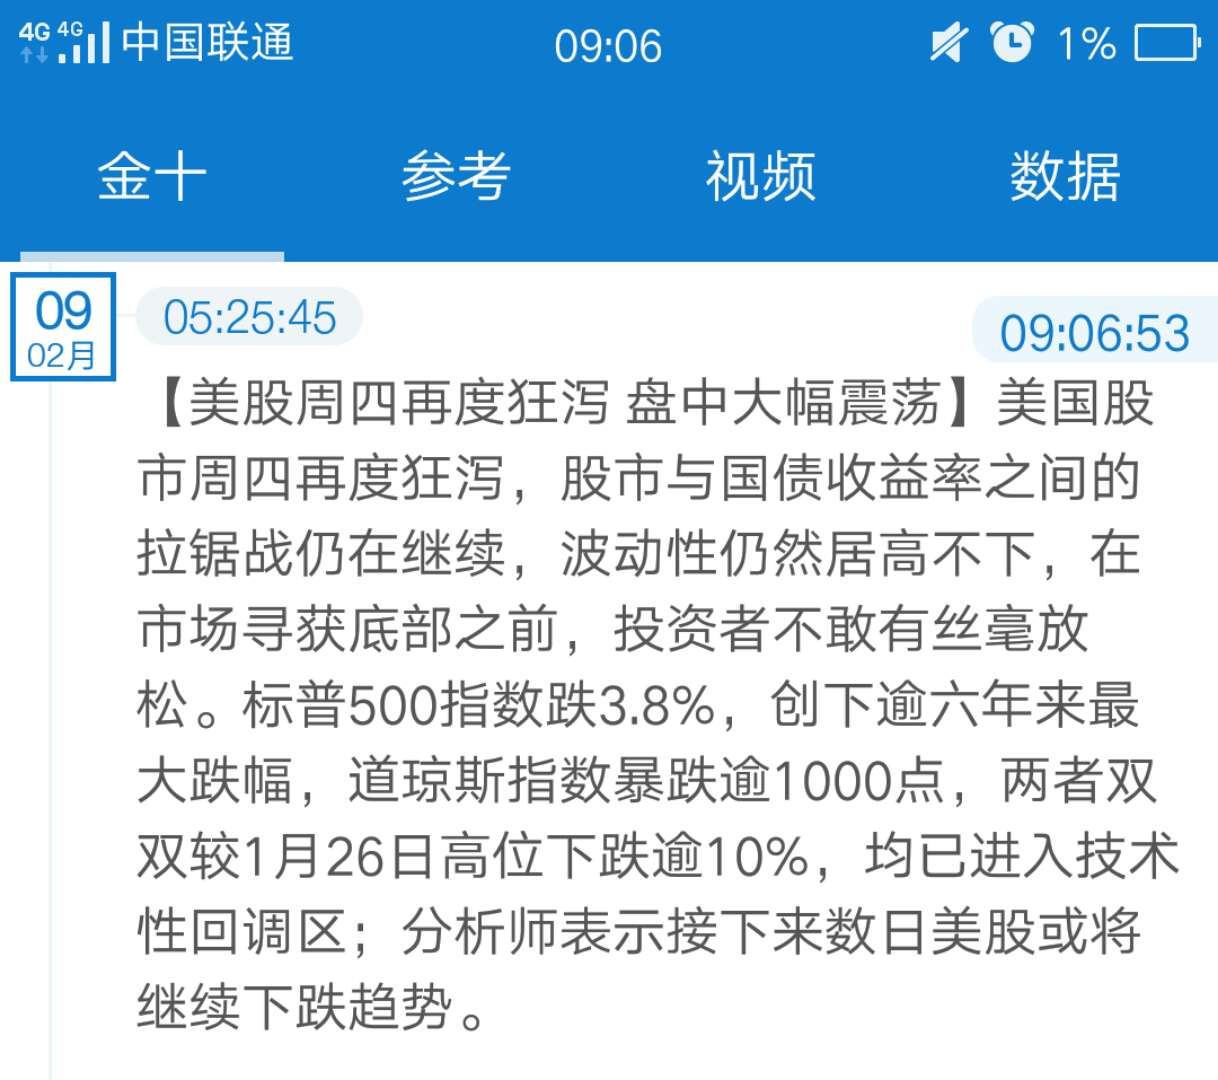 4G 4G 中国联通 09:06 1%
金十 参考 视频 数据
09
02月
05:25:45
09:06:53
【美股周四再度狂泻 盘中大幅震荡】美国股
市周四再度狂泻，股市与国债收益率之间的
拉锯战仍在继续，波动性仍然居高不下，在
市场寻获底部之前，投资者不敢有丝毫放
松。标普500指数跌3.8%，创下逾六年来最
大跌幅，道琼斯指数暴跌逾1000点，两者双
双较1月26日高位下跌逾10%，均已进入技术
性回调区；分析师表示接下来数日美股或将
继续下跌趋势。